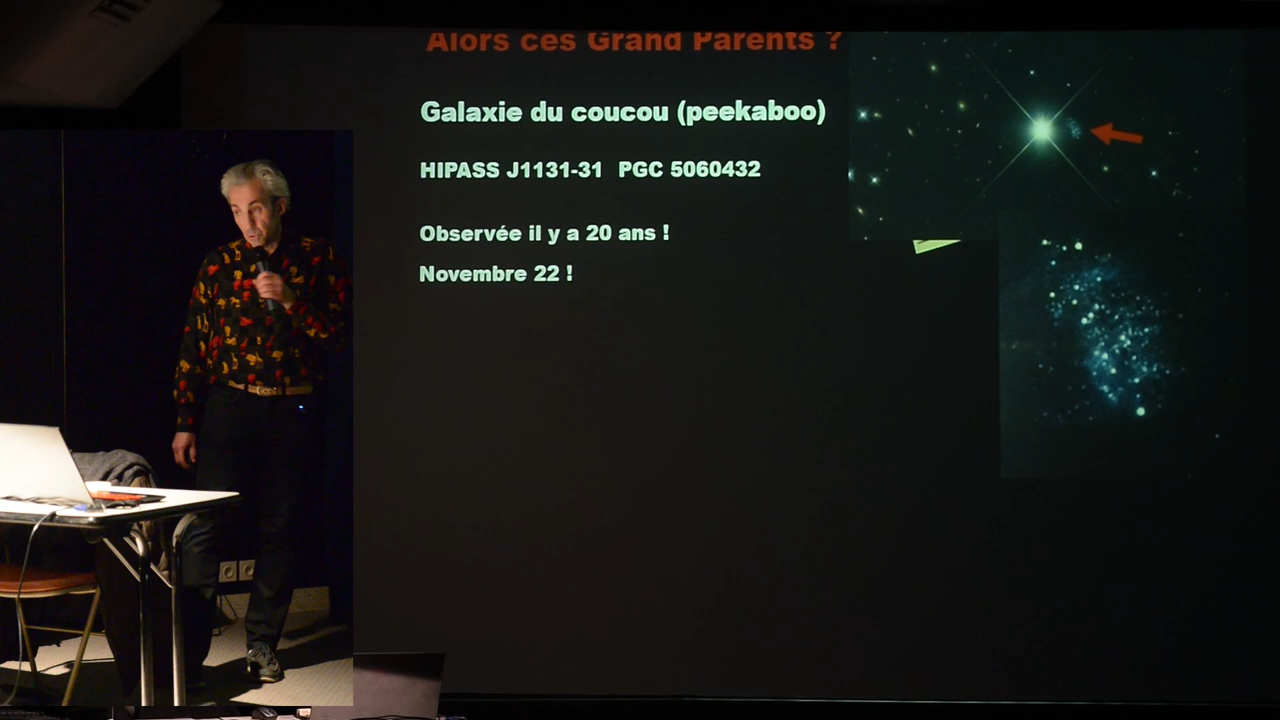 Alors ces Grand Parents ?
Galaxie du coucou (peekaboo)
HIPASS J1131-31 PGC 5060432
Observée il y a 20 ans !
Novembre 22 !